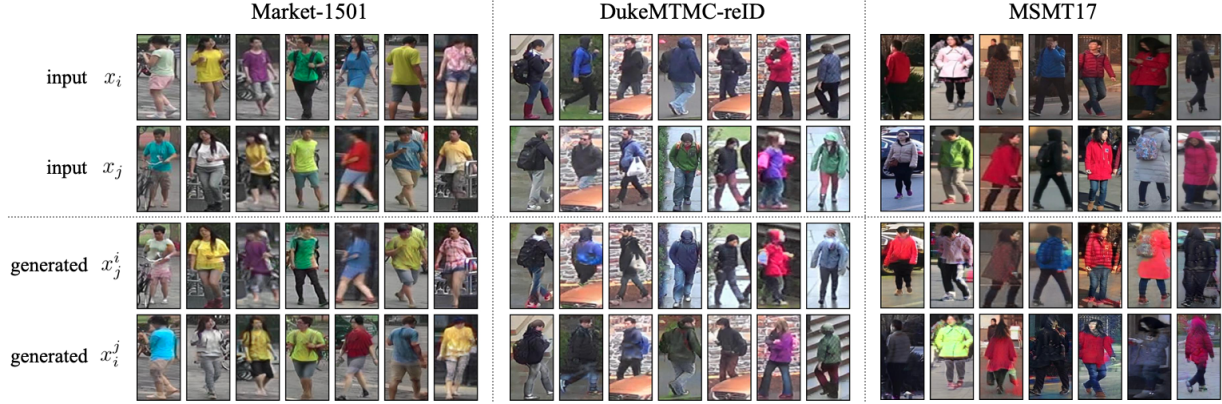 Market-1501 DukeMTMC-reID MSMT17
input x_i
input x_j
generated x_j^i
generated x_i^j